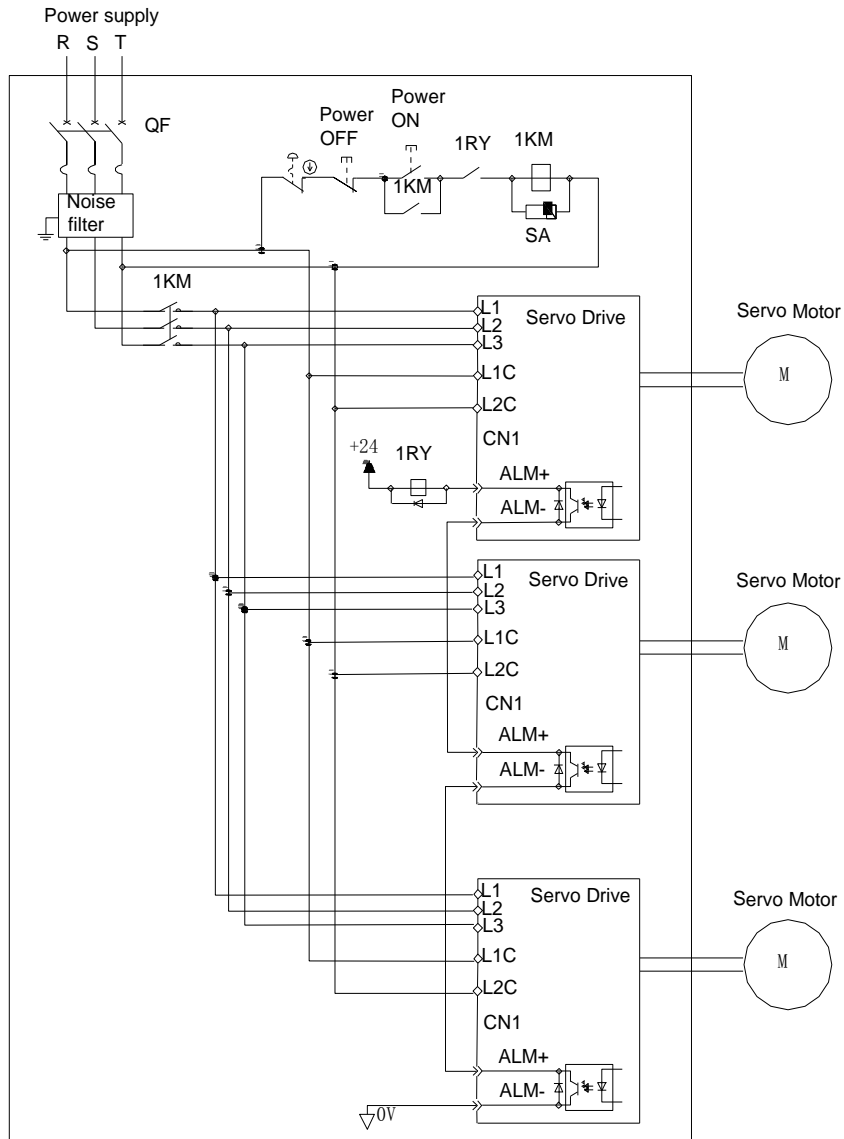 Power supply
R S T
QF
Power
OFF
Power
ON
1RY
1KM
1KM
SA
Noise
filter
1KM
L1
L2
L3
L1C
L2C
CN1
Servo Drive
Servo Motor
M
+24
1RY
ALM+
ALM-
L1
L2
L3
L1C
L2C
CN1
Servo Drive
Servo Motor
M
ALM+
ALM-
L1
L2
L3
L1C
L2C
CN1
Servo Drive
Servo Motor
M
ALM+
ALM-
0V